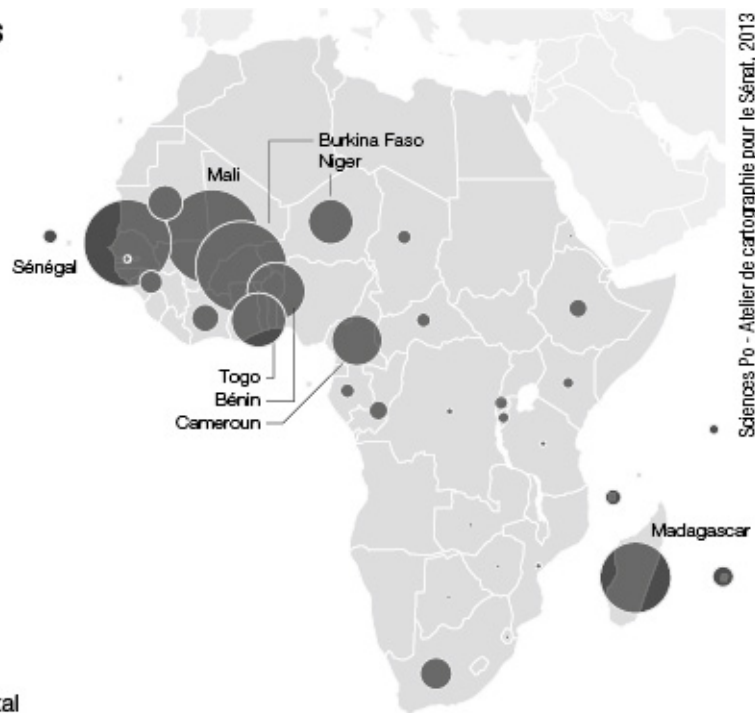 Burkina Faso
Niger
Mali
Sénégal
Togo
Bénin
Cameroun
Madagascar
Sciences Po - Atelier de cartographie pour le Sénat, 2013